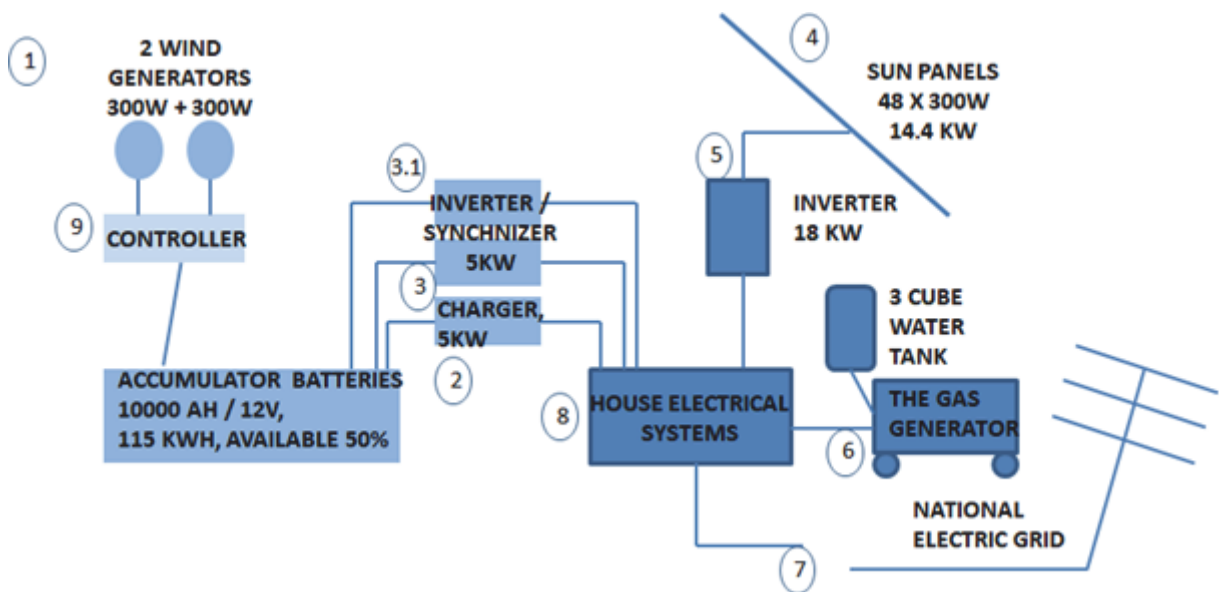 1
2 WIND
GENERATORS
300W + 300W
9
CONTROLLER
3.1
INVERTER /
SYNCHNIZER
5KW
3
CHARGER,
5KW
2
ACCUMULATOR BATTERIES
10000 AH / 12V,
115 KWH, AVAILABLE 50%
4
SUN PANELS
48 X 300W
14.4 KW
5
INVERTER
18 KW
3 CUBE
WATER
TANK
8
HOUSE ELECTRICAL
SYSTEMS
THE GAS
GENERATOR
6
NATIONAL
ELECTRIC GRID
7